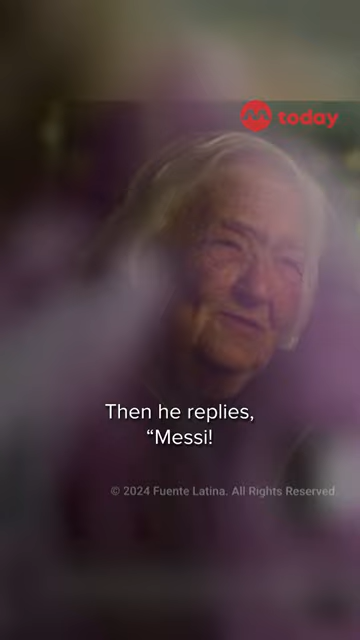 today
Then he replies,
“Messi!
© 2024 Fuente Latina. All Rights Reserved.